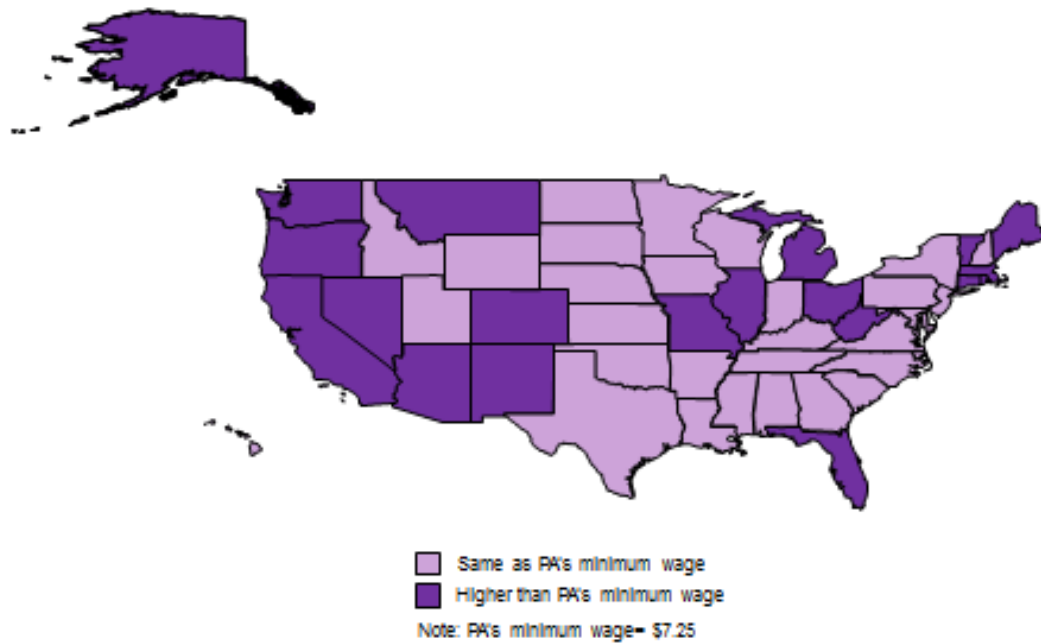 Same as PA's minimum wage
Higher than PA's minimum wage
Note: PA's minimum wage= $7.25